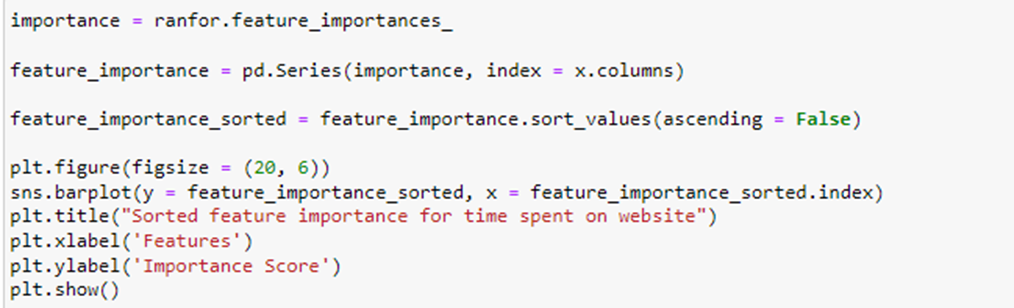 importance = ranfor.feature_importances_
feature_importance = pd.Series(importance, index = x.columns)
feature_importance_sorted = feature_importance.sort_values(ascending = False)
plt.figure(figsize = (20, 6))
sns.barplot(y = feature_importance_sorted, x = feature_importance_sorted.index)
plt.title("Sorted feature importance for time spent on website")
plt.xlabel('Features')
plt.ylabel('Importance Score')
plt.show()